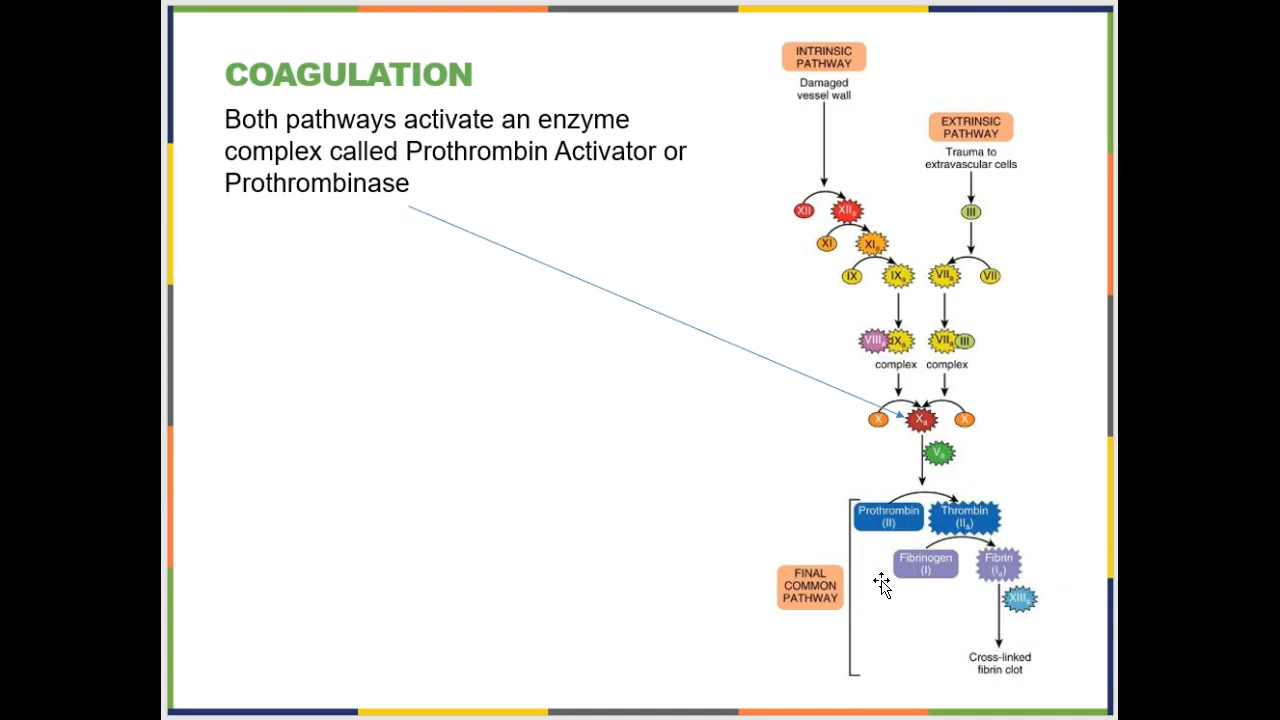 COAGULATION
Both pathways activate an enzyme
complex called Prothrombin Activator or
Prothrombinase
INTRINSIC
PATHWAY
Damaged
vessel wall
EXTRINSIC
PATHWAY
Trauma to
extravascular cells
XII XIIa III
XI XIa
IX IXa VIIa VII
VIIIa IXa VIIa III
complex complex
X Xa X
Va
Prothrombin
(II)
Thrombin
(IIa)
Fibrinogen
(I)
Fibrin
(Ia)
FINAL
COMMON
PATHWAY
XIIIa
Cross-linked
fibrin clot